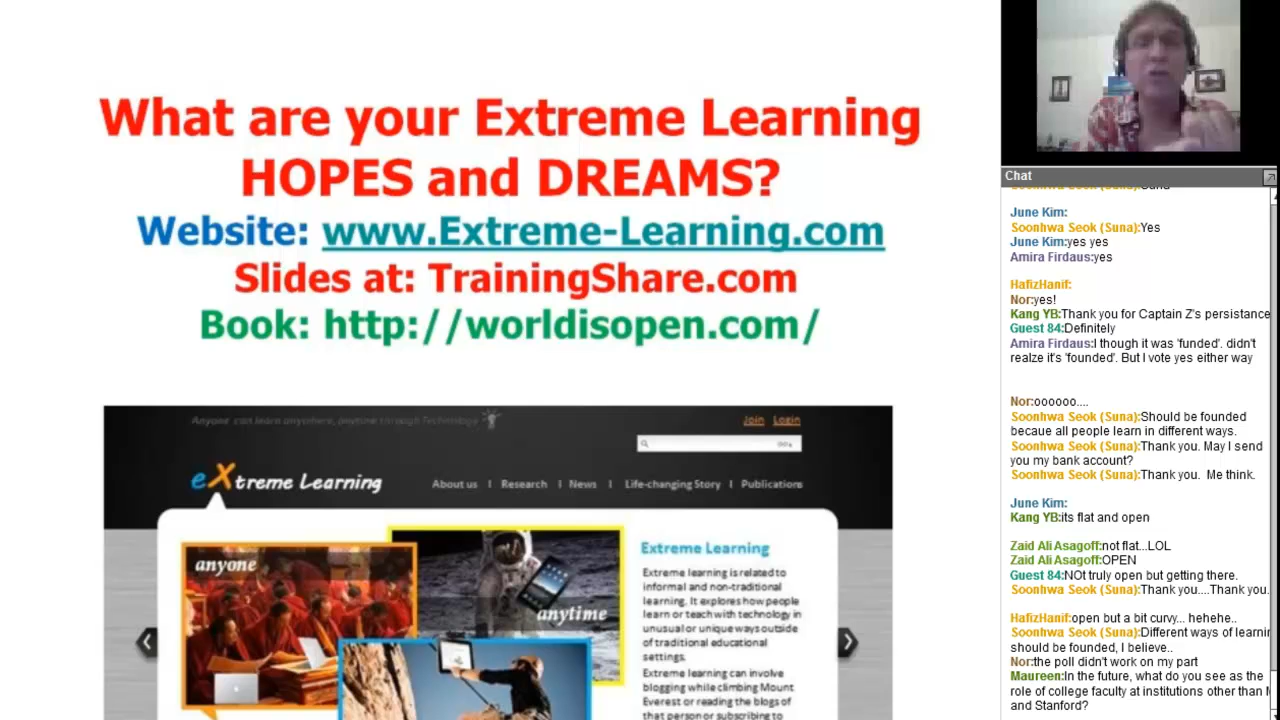 What are your Extreme Learning
HOPES and DREAMS?
Website: www.Extreme-Learning.com
Slides at: TrainingShare.com
Book: http://worldisopen.com/
Anyone can learn anywhere, anytime through Technology
Join Login
eXtreme Learning
About us | Research | News | Life-changing Story | Publications
anyone
anytime
Extreme Learning
Extreme learning is related to
informal and non-traditional
learning. It explores how people
learn or teach with technology in
unusual or unique ways outside
of traditional educational
settings.
Extreme learning can involve
blogging while climbing Mount
Everest or reading the blogs of
that person or subscribing to
Chat
Soonhwa Seok (Suna):Suna
June Kim:
Soonhwa Seok (Suna):Yes
June Kim:yes yes
Amira Firdaus:yes
HafizHanif:
Nor:yes!
Kang YB:Thank you for Captain Z's persistance
Guest 84:Definitely
Amira Firdaus:I though it was 'funded'. didn't
realze it's 'founded'. But I vote yes either way
Nor:oooooo....
Soonhwa Seok (Suna):Should be founded
becaue all people learn in different ways.
Soonhwa Seok (Suna):Thank you. May I send
you my bank account?
Soonhwa Seok (Suna):Thank you. Me think.
June Kim:
Kang YB:its flat and open
Zaid Ali Asagoff:not flat...LOL
Zaid Ali Asagoff:OPEN
Guest 84:NOt truly open but getting there.
Soonhwa Seok (Suna):Thank you....Thank you.
HafizHanif:open but a bit curvy... hehehe..
Soonhwa Seok (Suna):Different ways of learnin
should be founded, I believe..
Nor:the poll didn't work on my part
Maureen:In the future, what do you see as the
role of college faculty at institutions other than
and Stanford?